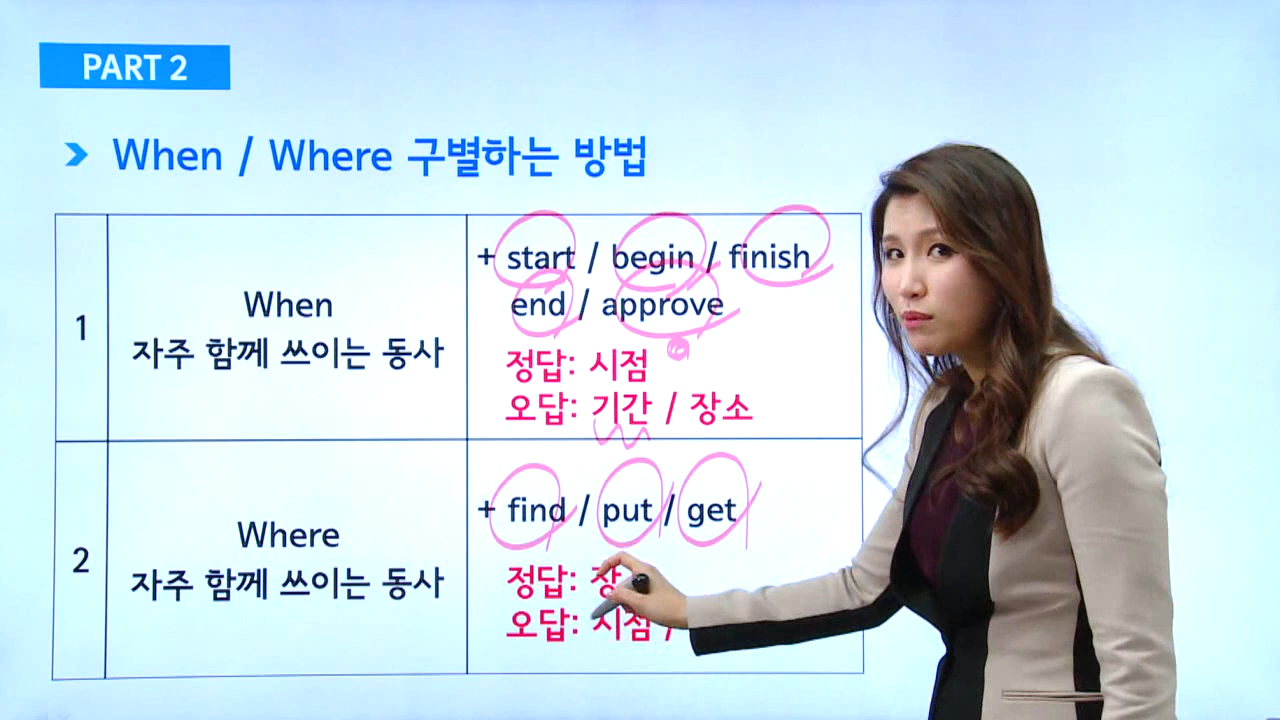 PART 2
When / Where 구별하는 방법
1
When
자주 함께 쓰이는 동사
+ start / begin / finish
end / approve
정답: 시점
오답: 기간 / 장소
2
Where
자주 함께 쓰이는 동사
+ find / put / get
정답:
오답: 시점 /